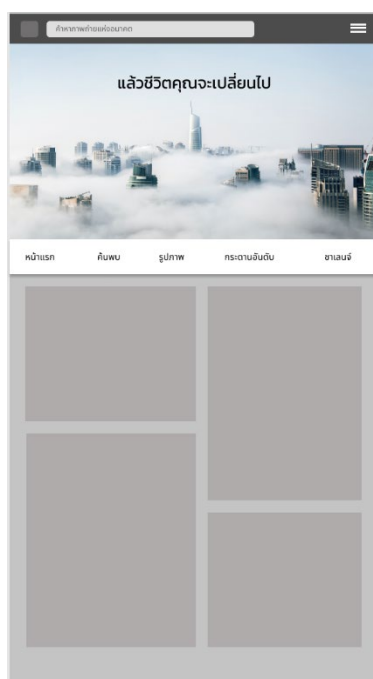 ค้นหาภาพถ่ายแห่งอนาคต
แล้วชีวิตคุณจะเปลี่ยนไป
หน้าแรก ค้นพบ รูปภาพ กระดานอันดับ ชาเลนจ์